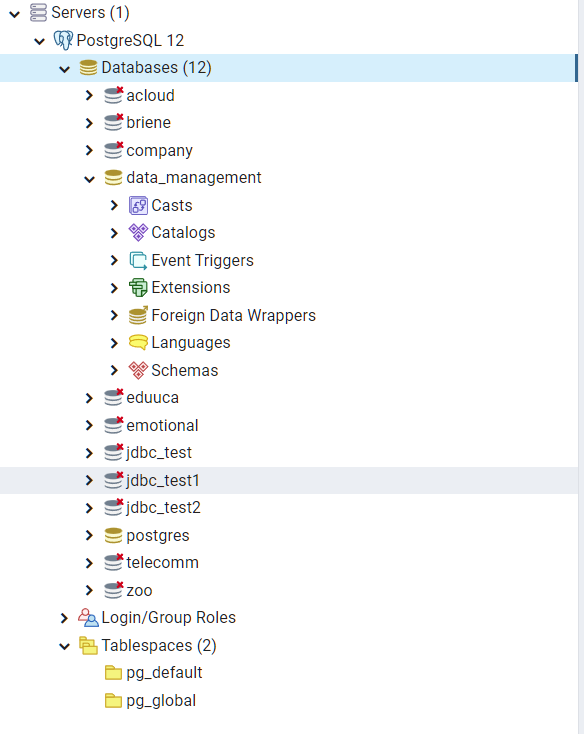 Servers (1)
PostgreSQL 12
Databases (12)
acloud
briene
company
data_management
Casts
Catalogs
Event Triggers
Extensions
Foreign Data Wrappers
Languages
Schemas
eduuca
emotional
jdbc_test
jdbc_test1
jdbc_test2
postgres
telecomm
zoo
Login/Group Roles
Tablespaces (2)
pg_default
pg_global